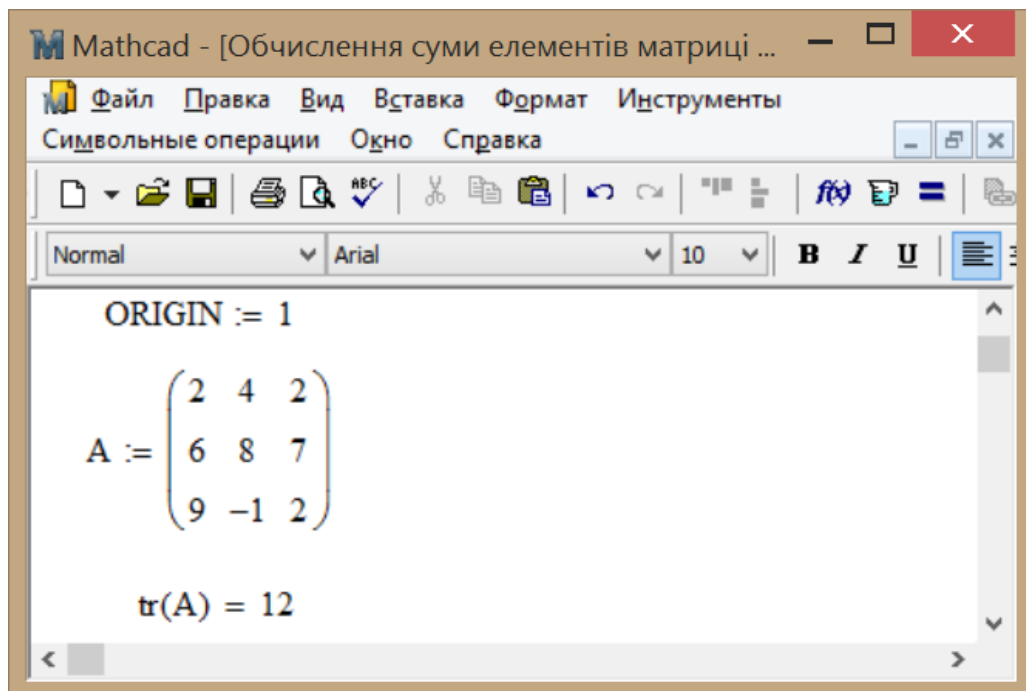 Mathcad - [Обчислення суми елементів матриці ...
Файл Правка Вид Вставка Формат Инструменты
Символьные операции Окно Справка
Normal Arial 10 B I U
ORIGIN := 1
2 4 2
A := 6 8 7
9 -1 2
tr(A) = 12